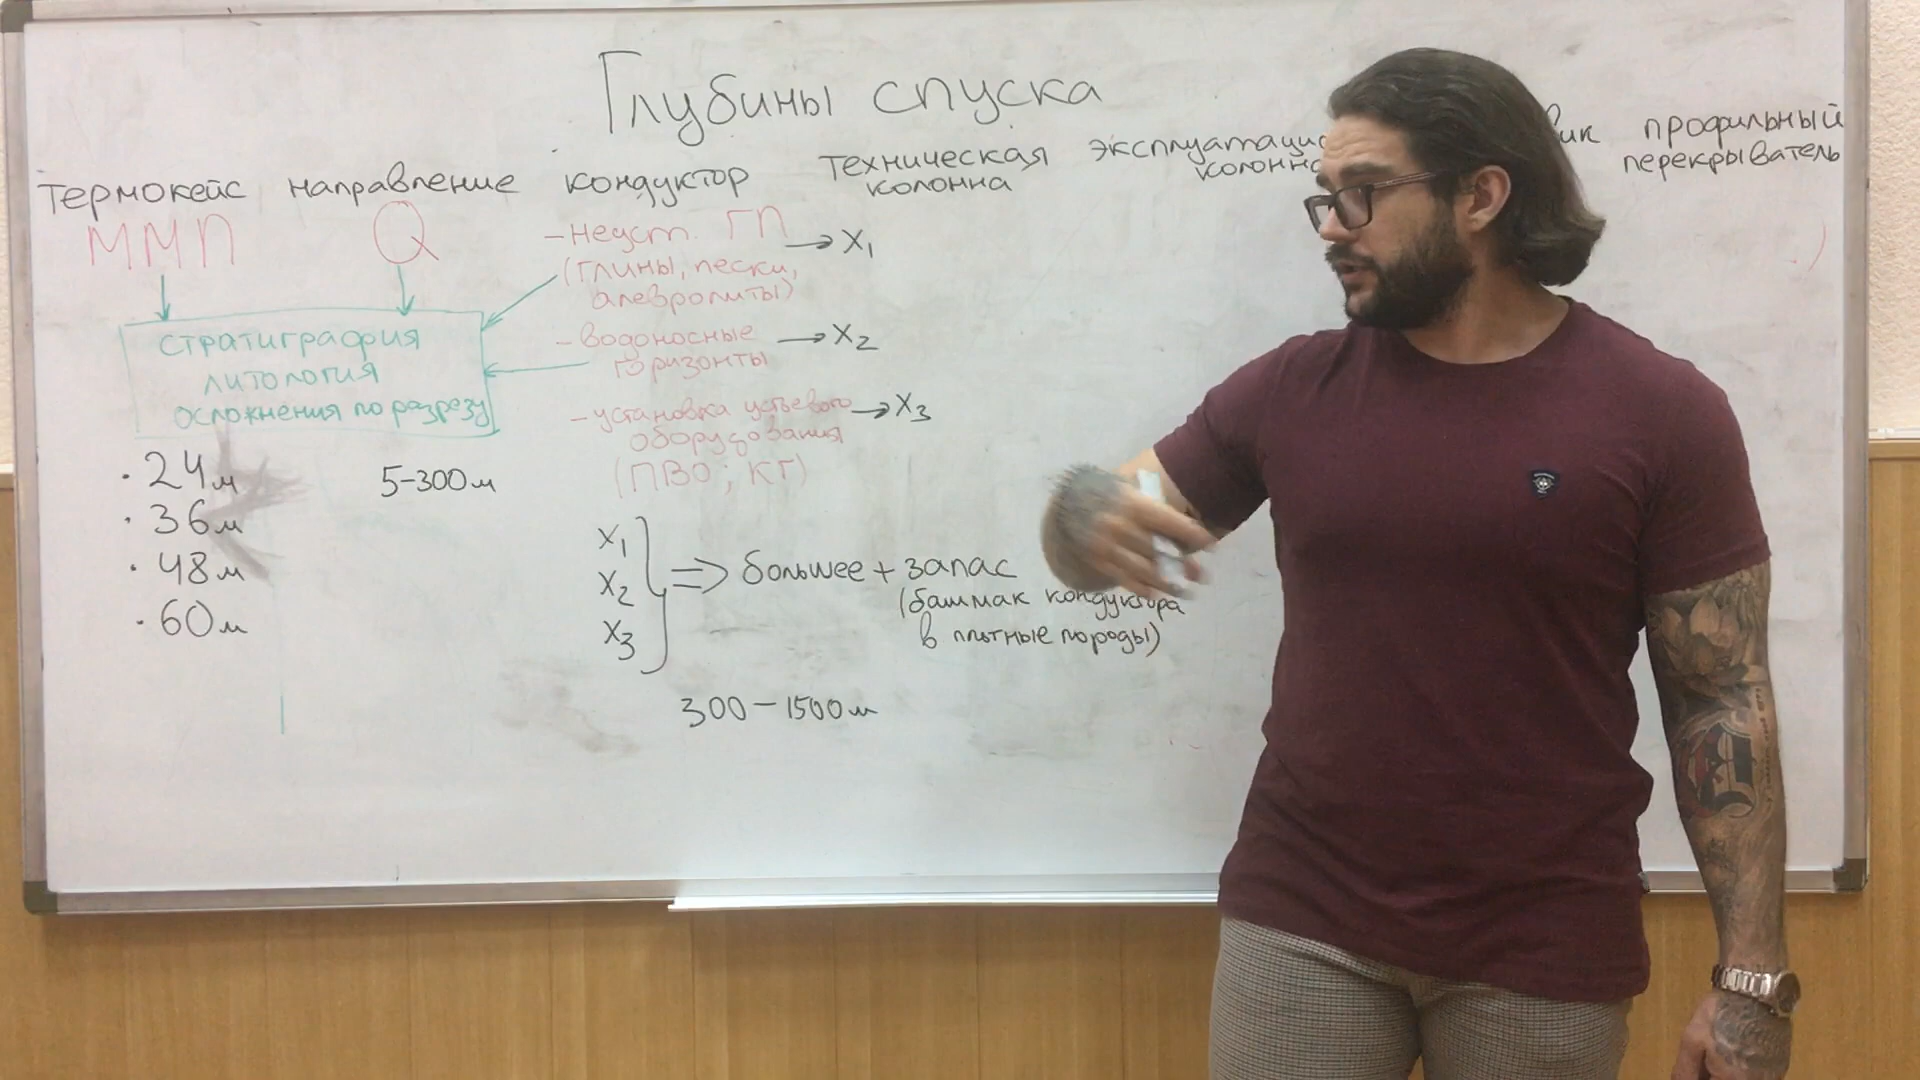 Глубины спуска
термокейс направление кондуктор техническая колонна эксплуатацио колонна профильный перекрыватель
ММП Q
стратиграфия
литология
осложнения по разрезу
· 24м
· 36м
· 48м
· 60м
5-300м
- Неуст. ГП → X₁
(глины, пески,
алевролиты)
- водоносные → X₂
горизонты
- установка устьевого → X₃
оборудования
(ПВО; КГ)
X₁
X₂
X₃
⇒ большее + запас
(башмак кондуктора
в плотные породы)
300-1500м